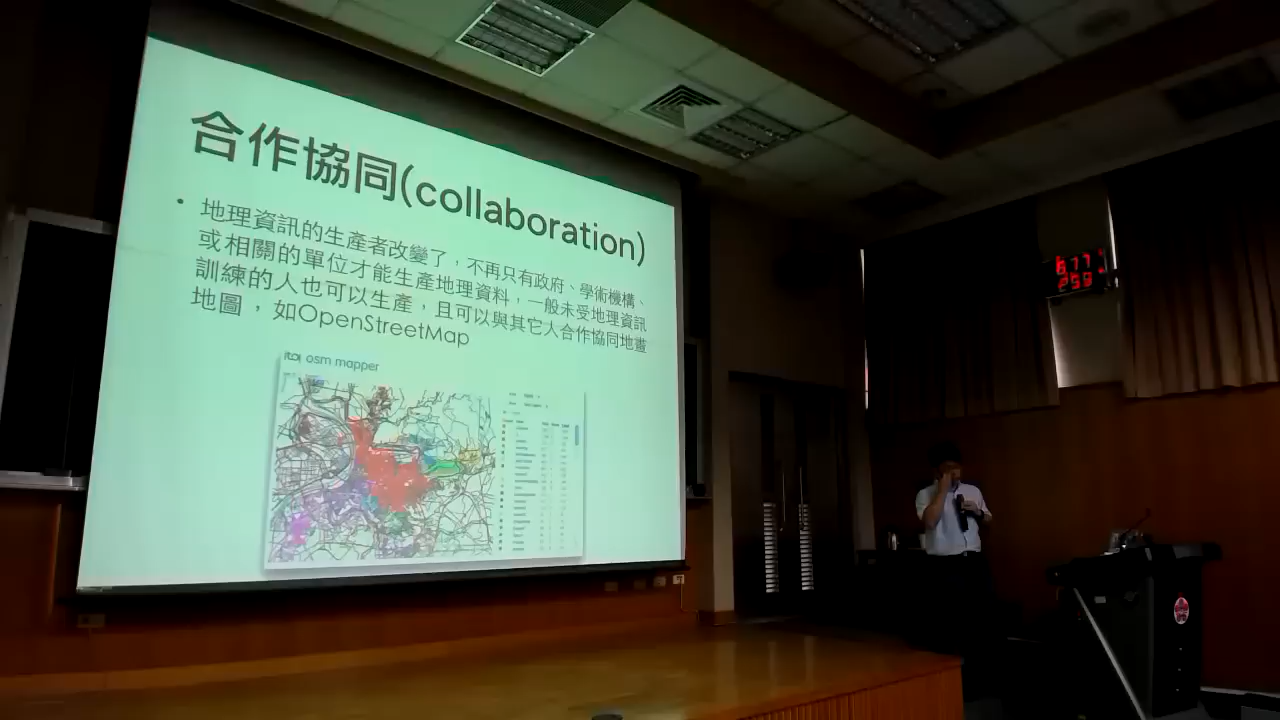 合作協同(collaboration)
• 地理資訊的生產者改變了，不再只有政府、學術機構、
或相關的單位才能生產地理資料，一般未受地理資訊
訓練的人也可以生產，且可以與其它人合作協同地畫
地圖，如OpenStreetMap
ito! osm mapper